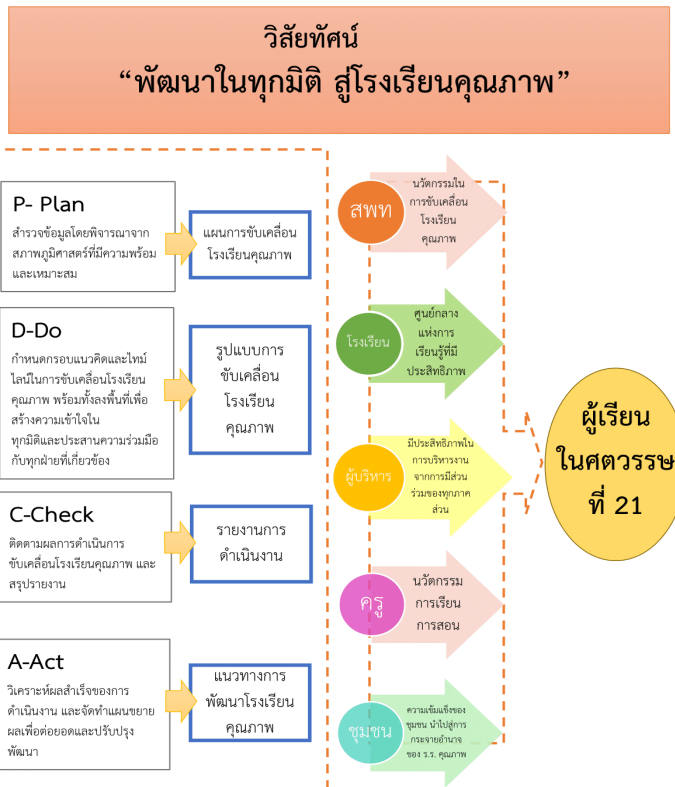 วิสัยทัศน์
“พัฒนาในทุกมิติ สู่โรงเรียนคุณภาพ”
P- Plan
สำรวจข้อมูลโดยพิจารณาจาก
สภาพภูมิศาสตร์ที่มีความพร้อม
และเหมาะสม
แผนการขับเคลื่อน
โรงเรียนคุณภาพ
D-Do
กำหนดกรอบแนวคิดและไทม์
ไลน์ในการขับเคลื่อนโรงเรียน
คุณภาพ พร้อมทั้งลงพื้นที่เพื่อ
สร้างความเข้าใจใน
ทุกมิติและประสานความร่วมมือ
กับทุกฝ่ายที่เกี่ยวข้อง
รูปแบบการ
ขับเคลื่อน
โรงเรียน
คุณภาพ
C-Check
ติดตามผลการดำเนินการ
ขับเคลื่อนโรงเรียนคุณภาพ และ
สรุปรายงาน
รายงานการ
ดำเนินงาน
A-Act
วิเคราะห์ผลสำเร็จของการ
ดำเนินงาน และจัดทำแผนขยาย
ผลเพื่อต่อยอดและปรับปรุง
พัฒนา
แนวทางการ
พัฒนาโรงเรียน
คุณภาพ
สพท
นวัตกรรมใน
การขับเคลื่อน
โรงเรียน
คุณภาพ
โรงเรียน
ศูนย์กลาง
แห่งการ
เรียนรู้ที่มี
ประสิทธิภาพ
ผู้บริหาร
มีประสิทธิภาพใน
การบริหารงาน
จากการมีส่วน
ร่วมของทุกภาค
ส่วน
ครู
นวัตกรรม
การเรียน
การสอน
ชุมชน
ความเข้มแข็งของ
ชุมชน นำไปสู่การ
กระจายอำนาจ
ของ ร.ร. คุณภาพ
ผู้เรียน
ในศตวรรษ
ที่ 21